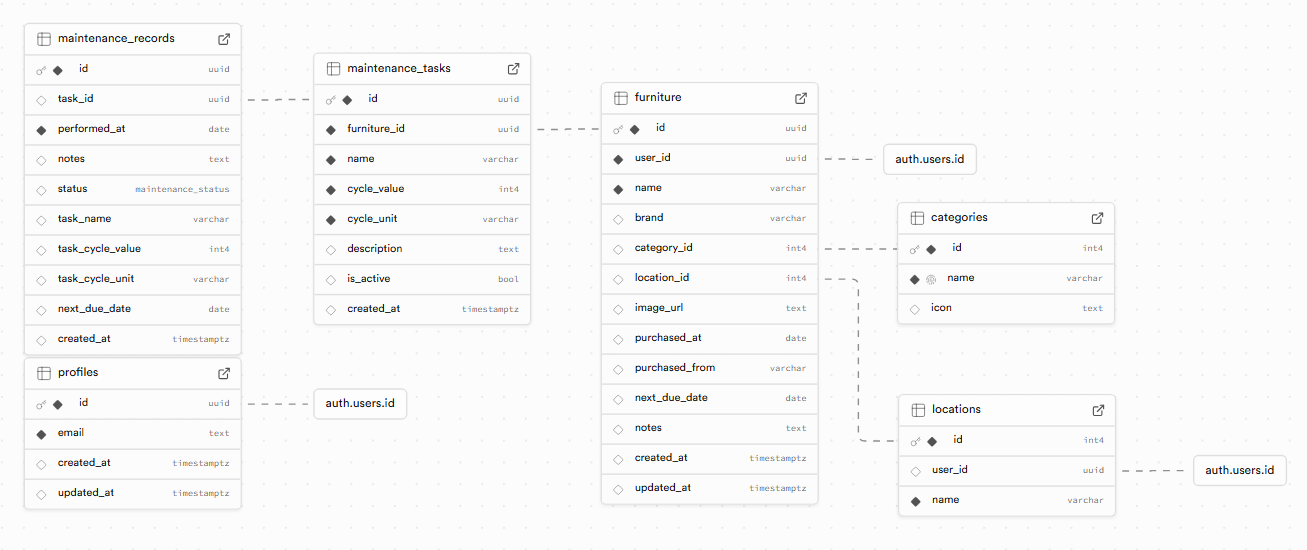 maintenance_records
id uuid
task_id uuid
performed_at date
notes text
status maintenance_status
task_name varchar
task_cycle_value int4
task_cycle_unit varchar
next_due_date date
created_at timestamptz
profiles
id uuid
email text
created_at timestamptz
updated_at timestamptz
auth.users.id
maintenance_tasks
id uuid
furniture_id uuid
name varchar
cycle_value int4
cycle_unit varchar
description text
is_active bool
created_at timestamptz
furniture
id uuid
user_id uuid
name varchar
brand varchar
category_id int4
location_id int4
image_url text
purchased_at date
purchased_from varchar
next_due_date date
notes text
created_at timestamptz
updated_at timestamptz
auth.users.id
categories
id int4
name varchar
icon text
locations
id int4
user_id uuid
name varchar
auth.users.id